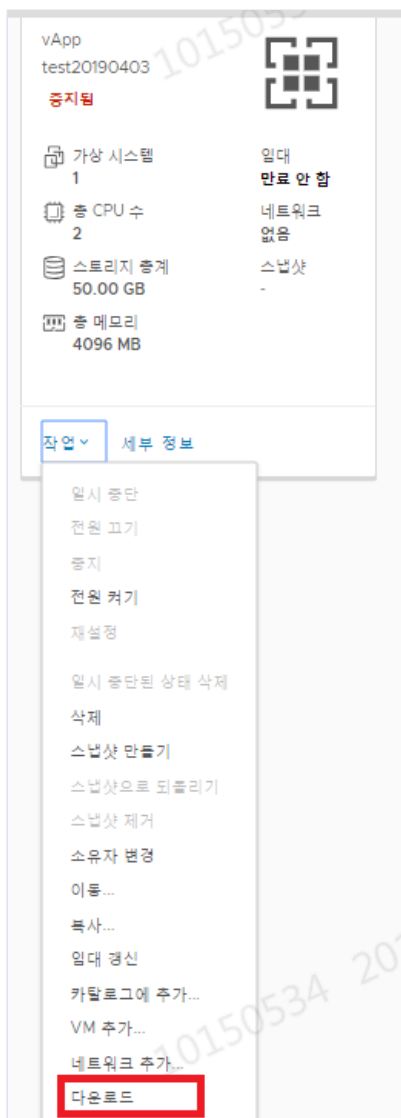 vApp
test20190403
중지됨
가상 시스템
1
임대
만료 안 함
총 CPU 수
2
네트워크
없음
스토리지 총계
50.00 GB
스냅샷
-
총 메모리
4096 MB
작업
세부 정보
일시 중단
전원 끄기
중지
전원 켜기
재설정
일시 중단된 상태 삭제
삭제
스냅샷 만들기
스냅샷으로 되돌리기
스냅샷 제거
소유자 변경
이동...
복사...
임대 갱신
카탈로그에 추가...
VM 추가...
네트워크 추가...
다운로드
10150534